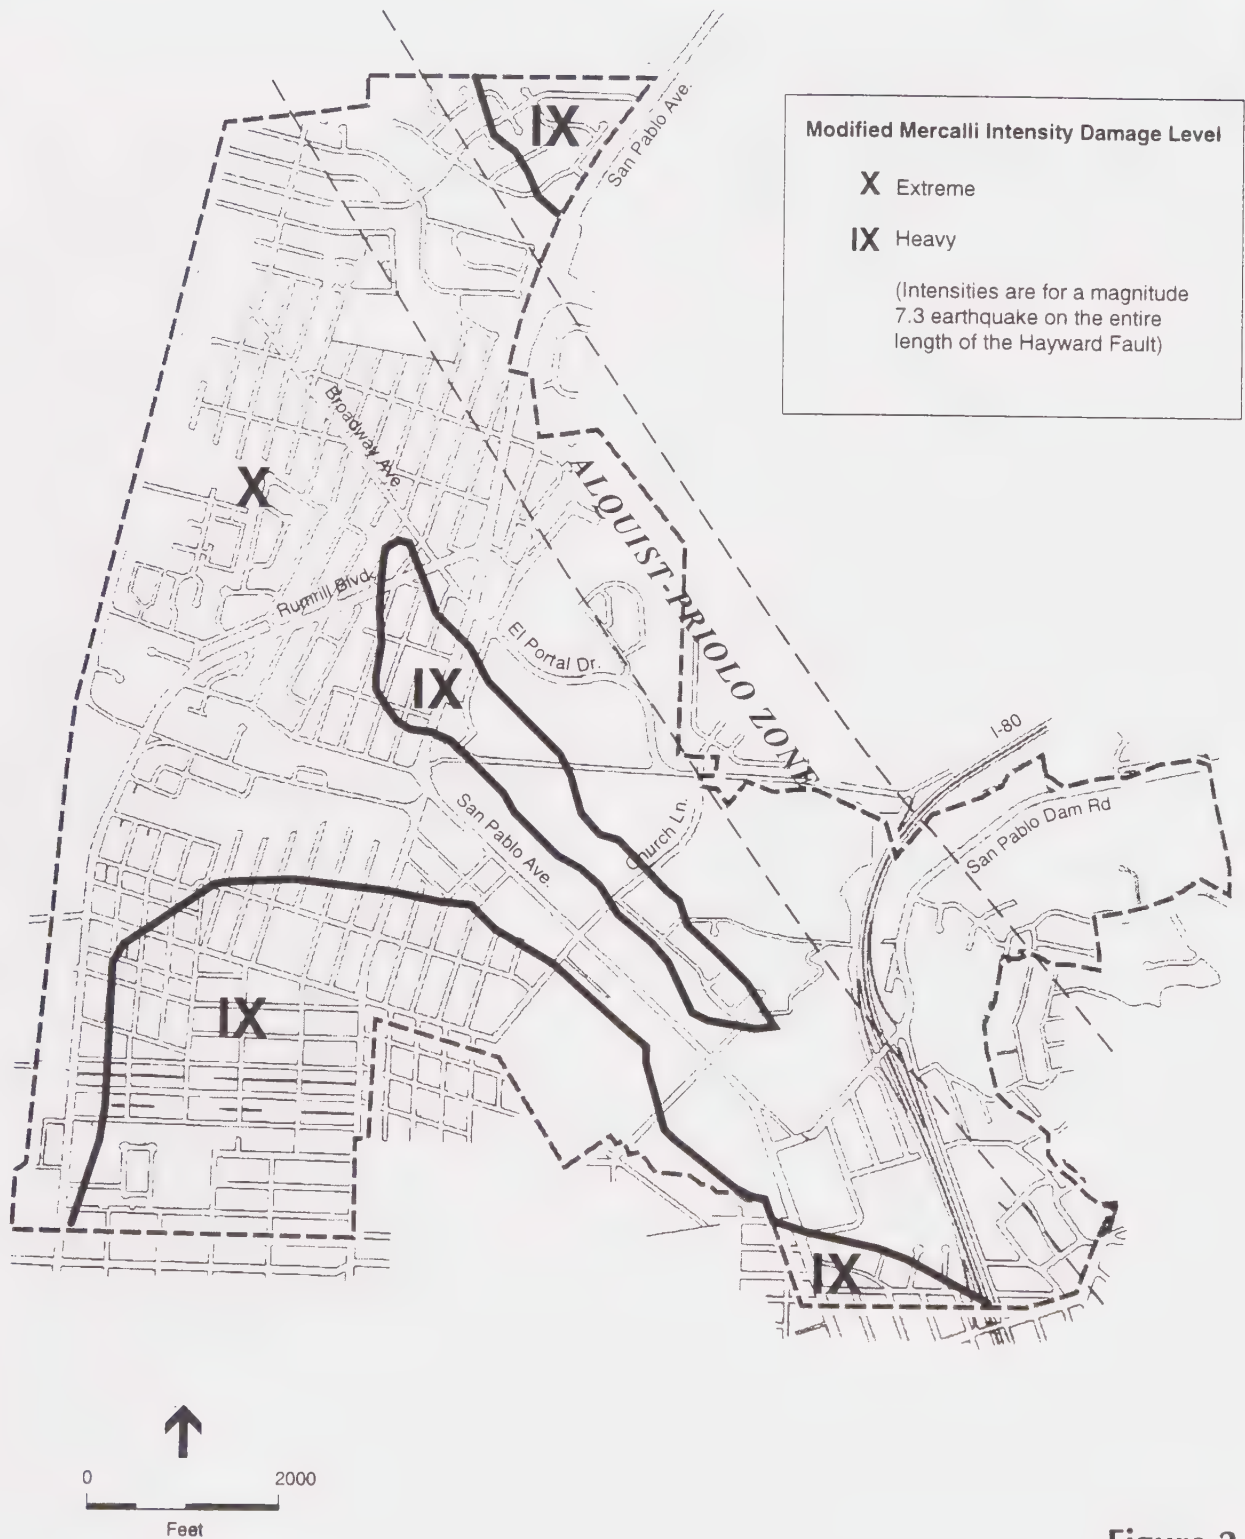 IX
San Pablo Ave.
Modified Mercalli Intensity Damage Level
X Extreme
IX Heavy
(Intensities are for a magnitude
7.3 earthquake on the entire
length of the Hayward Fault)
Broadway Ave.
X
ALQUIST-PRIOLO ZONE
Rumrill Blvd.
El Portal Dr.
IX
I-80
San Pablo Ave.
Church Ln.
San Pablo Dam Rd
IX
IX
0 2000
Feet